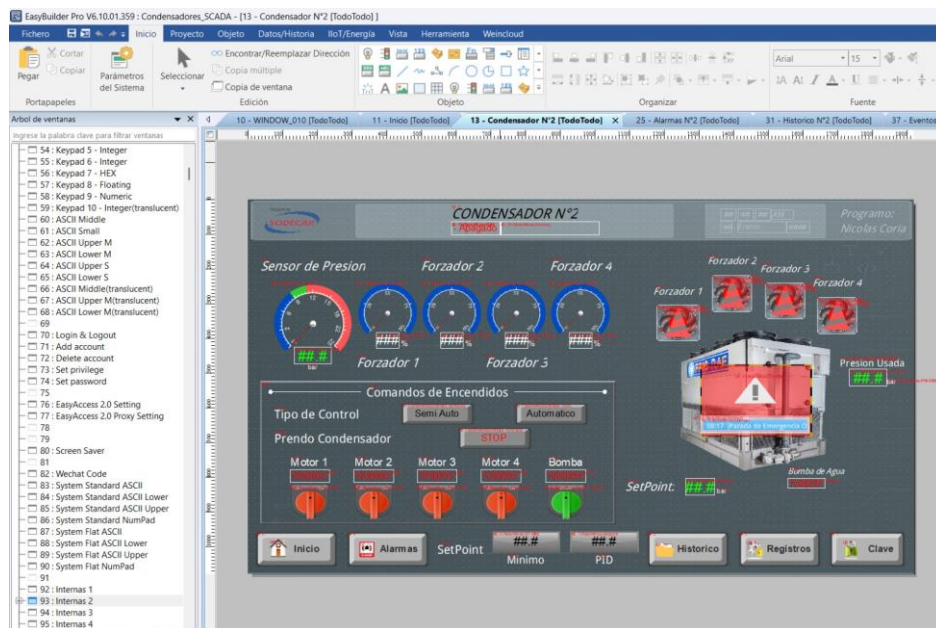 EasyBuilder Pro V6.10.01.359 : Condensadores_SCADA - [13 - Condensador N°2 [TodoTodo] ]
Fichero Inicio Proyecto Objeto Datos/Historia IIoT/Energía Vista Herramienta Weincloud
Pegar
Cortar
Copiar
Portapapeles
Parámetros
del Sistema
Seleccionar
Encontrar/Reemplazar Dirección
Copia múltiple
Copia de ventana
Edición
Objeto
Organizar
Arial 15
Fuente
Arbol de ventanas
Ingrese la palabra clave para filtrar ventanas
10 - WINDOW_010 [TodoTodo]
11 - Inicio [TodoTodo]
13 - Condensador N°2 [TodoTodo]
25 - Alarmas N°2 [TodoTodo]
31 - Historico N°2 [TodoTodo]
37 - Eventos
54 : Keypad 5 - Integer
55 : Keypad 6 - Integer
56 : Keypad 7 - HEX
57 : Keypad 8 - Floating
58 : Keypad 9 - Numeric
59 : Keypad 10 - Integer(translucent)
60 : ASCII Middle
61 : ASCII Small
62 : ASCII Upper M
63 : ASCII Lower M
64 : ASCII Upper S
65 : ASCII Lower S
66 : ASCII Middle(translucent)
67 : ASCII Upper M(translucent)
68 : ASCII Lower M(translucent)
69
70 : Login & Logout
71 : Add account
72 : Delete account
73 : Set privilege
74 : Set password
75
76 : EasyAccess 2.0 Setting
77 : EasyAccess 2.0 Proxy Setting
78
79
80 : Screen Saver
81
82 : Wechat Code
83 : System Standard ASCII
84 : System Standard ASCII Lower
85 : System Standard ASCII Upper
86 : System Standard NumPad
87 : System Flat ASCII
88 : System Flat ASCII Lower
89 : System Flat ASCII Upper
90 : System Flat NumPad
91
92 : Internas 1
93 : Internas 2
94 : Internas 3
95 : Internas 4
SODECAR
CONDENSADOR N°2
Apagado
Programo:
Nicolas Coria
Sensor de Presion
Forzador 2
Forzador 4
##.#
bar
### %
### %
### %
### %
Forzador 1
Forzador 3
Forzador 1
Forzador 2
Forzador 3
Forzador 4
Presion Usada
##.# bar
08:17 Parada de Emergencia C
Comandos de Encendidos
Tipo de Control
Semi Auto
Automatico
Prendo Condensador
STOP
Motor 1
Motor 2
Motor 3
Motor 4
Bomba
SetPoint:
##.# bar
Bomba de Agua
Inicio
Alarmas
SetPoint
##.#
Minimo
##.#
PID
Historico
Registros
Clave